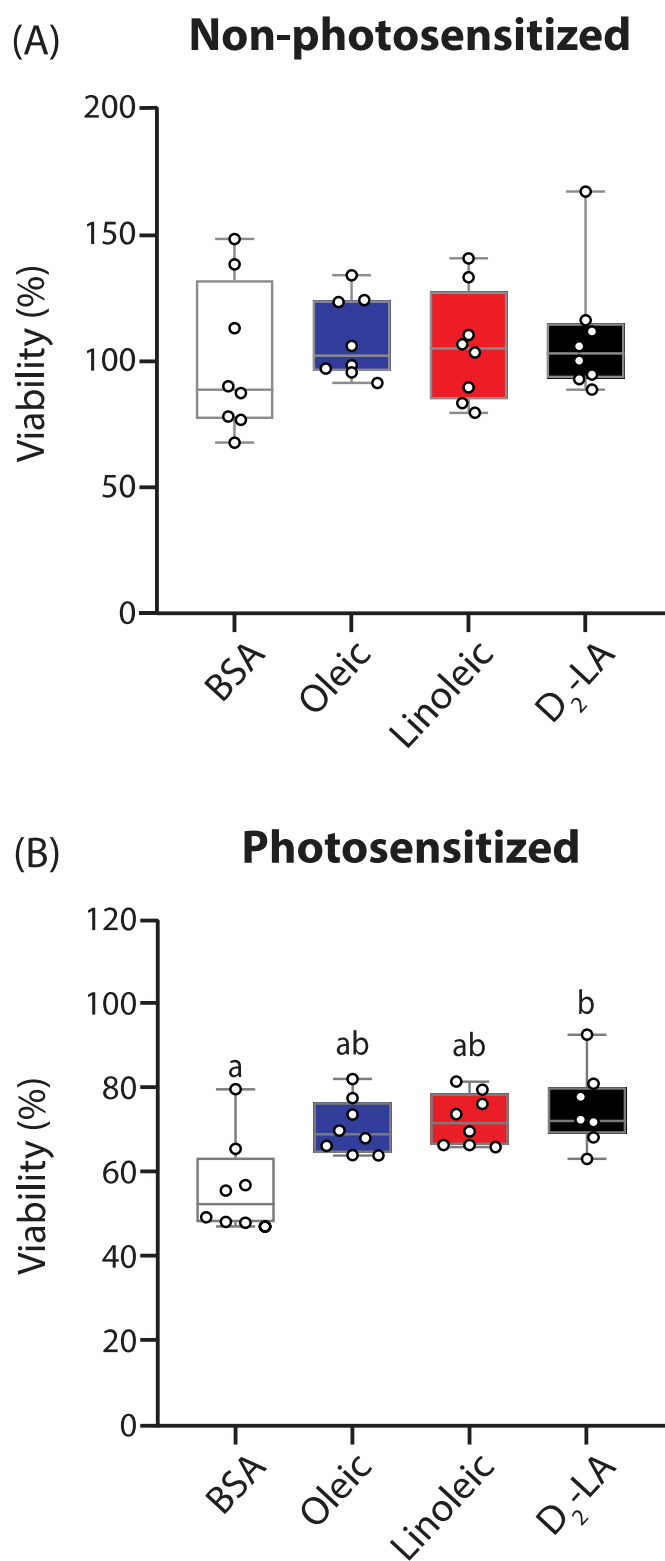 (A) Non-photosensitized
200
150
100
50
0
Viability (%)
BSA
Oleic
Linoleic
D₂-LA
(B) Photosensitized
120
100
80
60
40
20
0
Viability (%)
a
ab
ab
b
BSA
Oleic
Linoleic
D₂-LA